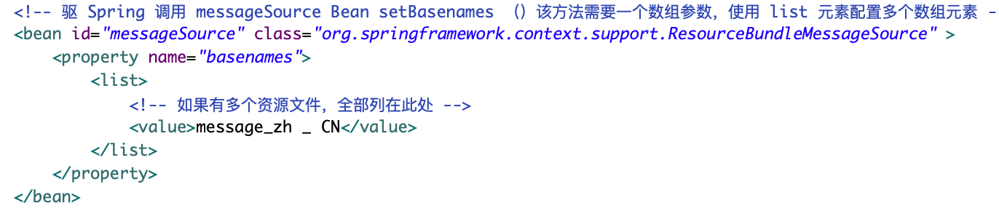 <!-- 驱 Spring 调用 messageSource Bean setBasenames （）该方法需要一个数组参数，使用 list 元素配置多个数组元素 -
<bean id="messageSource" class="org.springframework.context.support.ResourceBundleMessageSource" >
<property name="basenames">
<list>
<!-- 如果有多个资源文件，全部列在此处 -->
<value>message_zh _ CN</value>
</list>
</property>
</bean>